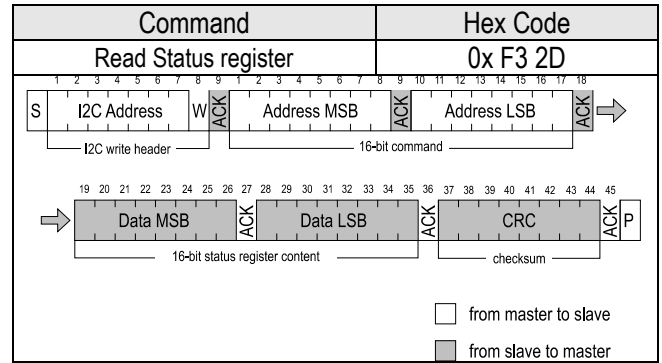 Command Hex Code
Read Status register 0x F3 2D
1 2 3 4 5 6 7 8 9 1 2 3 4 5 6 7 8 9 10 11 12 13 14 15 16 17 18
S I2C Address W ACK Address MSB ACK Address LSB ACK
I2C write header 16-bit command
19 20 21 22 23 24 25 26 27 28 29 30 31 32 33 34 35 36 37 38 39 40 41 42 43 44 45
Data MSB ACK Data LSB ACK CRC ACK P
16-bit status register content checksum
from master to slave
from slave to master